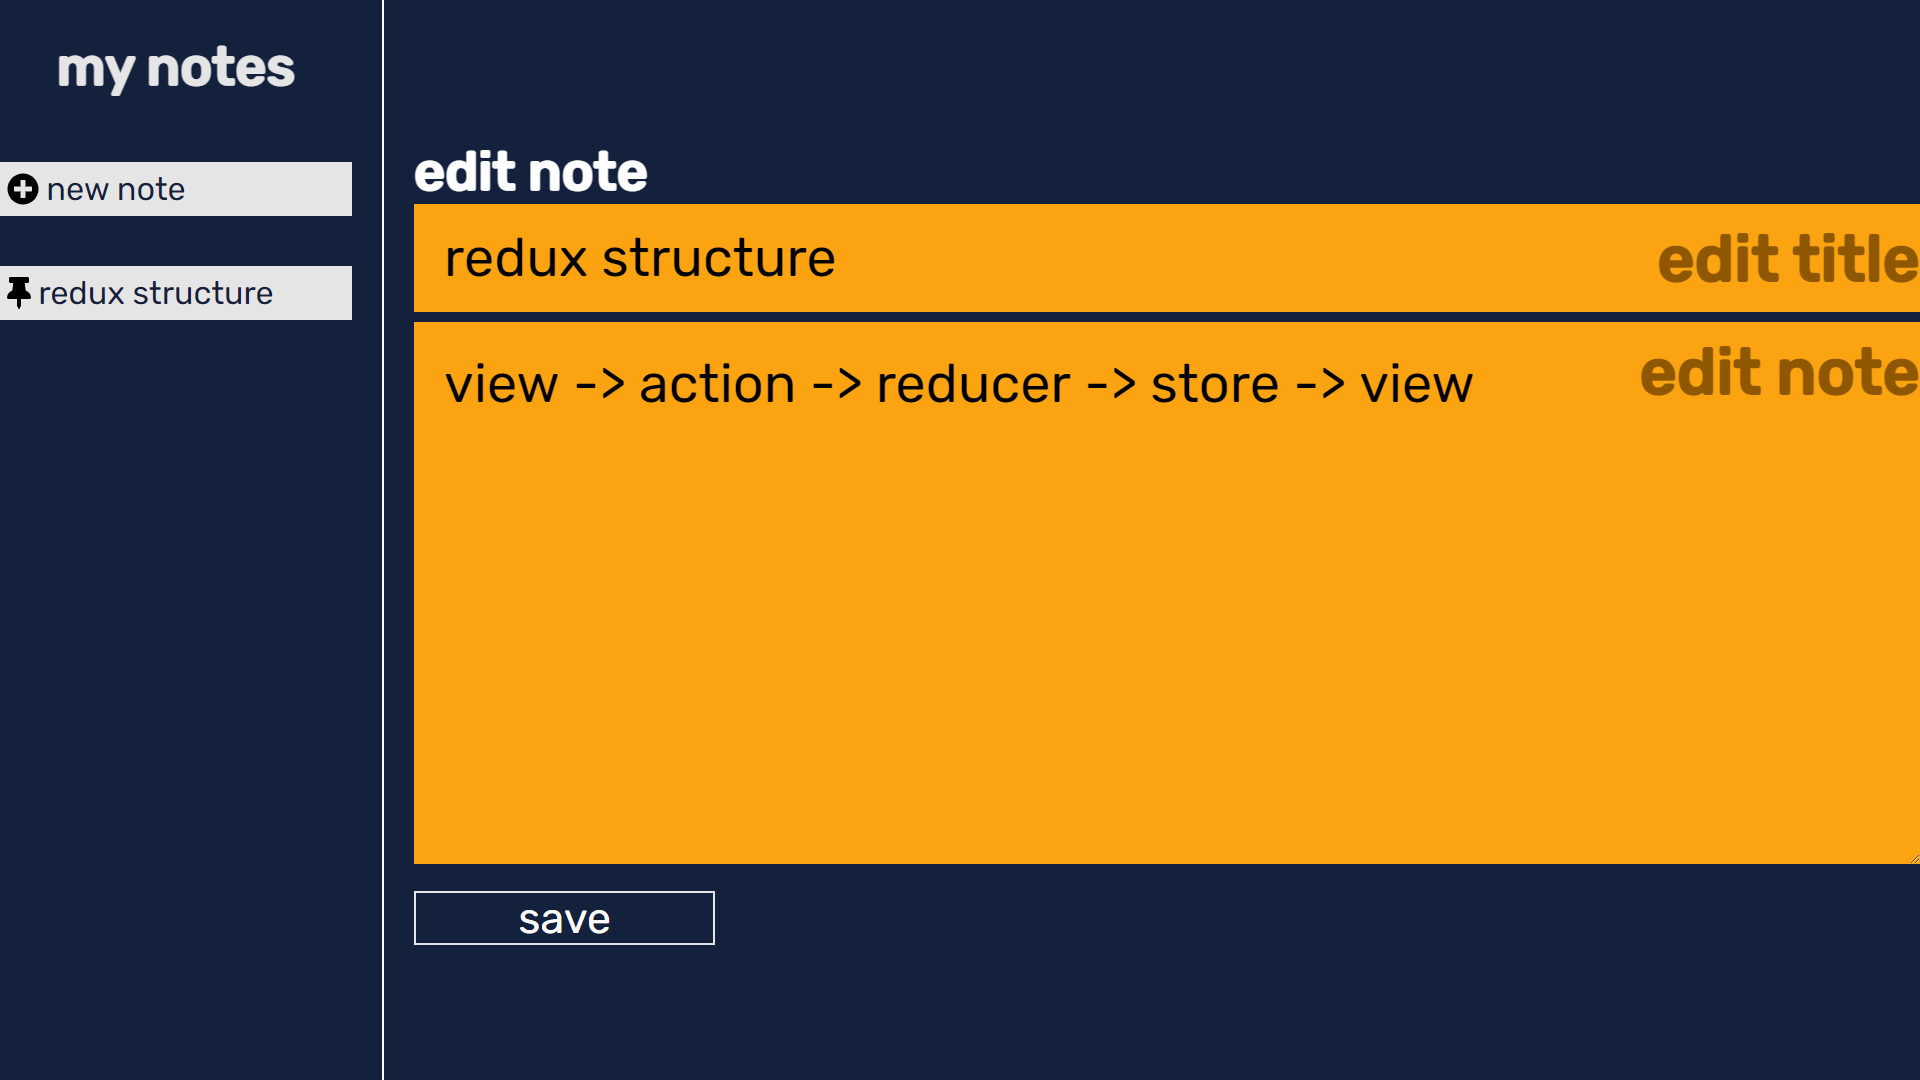 my notes
new note
redux structure
edit note
redux structure
edit title
view -> action -> reducer -> store -> view
edit note
save